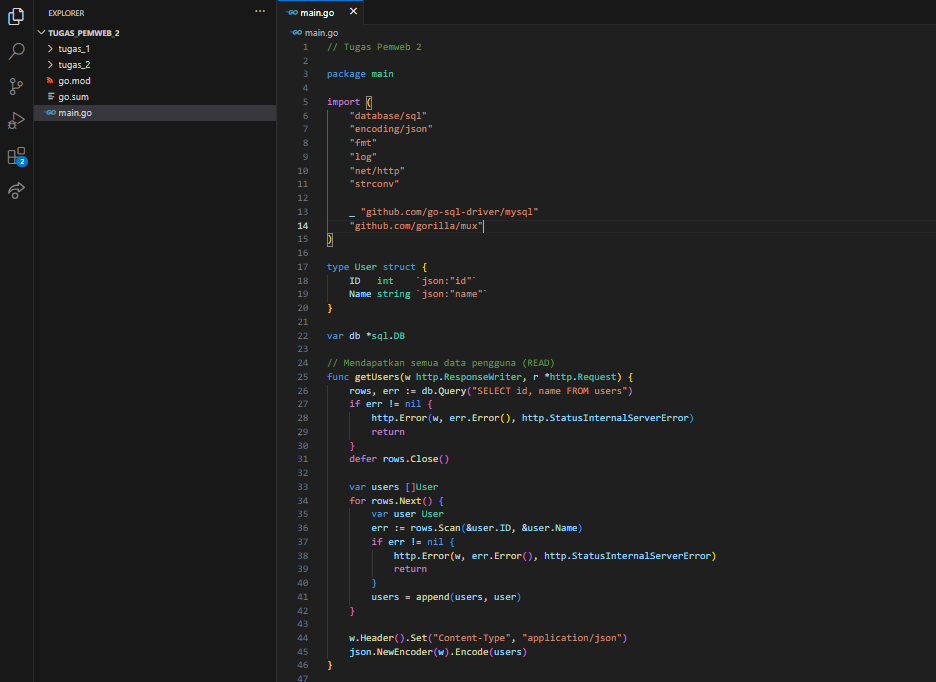 EXPLORER
...
TUGAS_PEMWEB_2
tugas_1
tugas_2
go.mod
go.sum
GO main.go
2
GO main.go ×
GO main.go
1 // Tugas Pemweb 2
2
3 package main
4
5 import (
6     "database/sql"
7     "encoding/json"
8     "fmt"
9     "log"
10     "net/http"
11     "strconv"
12
13     _ "github.com/go-sql-driver/mysql"
14     "github.com/gorilla/mux"
15 )
16
17 type User struct {
18     ID   int    `json:"id"`
19     Name string `json:"name"`
20 }
21
22 var db *sql.DB
23
24 // Mendapatkan semua data pengguna (READ)
25 func getUsers(w http.ResponseWriter, r *http.Request) {
26     rows, err := db.Query("SELECT id, name FROM users")
27     if err != nil {
28         http.Error(w, err.Error(), http.StatusInternalServerError)
29         return
30     }
31     defer rows.Close()
32
33     var users []User
34     for rows.Next() {
35         var user User
36         err := rows.Scan(&user.ID, &user.Name)
37         if err != nil {
38             http.Error(w, err.Error(), http.StatusInternalServerError)
39             return
40         }
41         users = append(users, user)
42     }
43
44     w.Header().Set("Content-Type", "application/json")
45     json.NewEncoder(w).Encode(users)
46 }
47